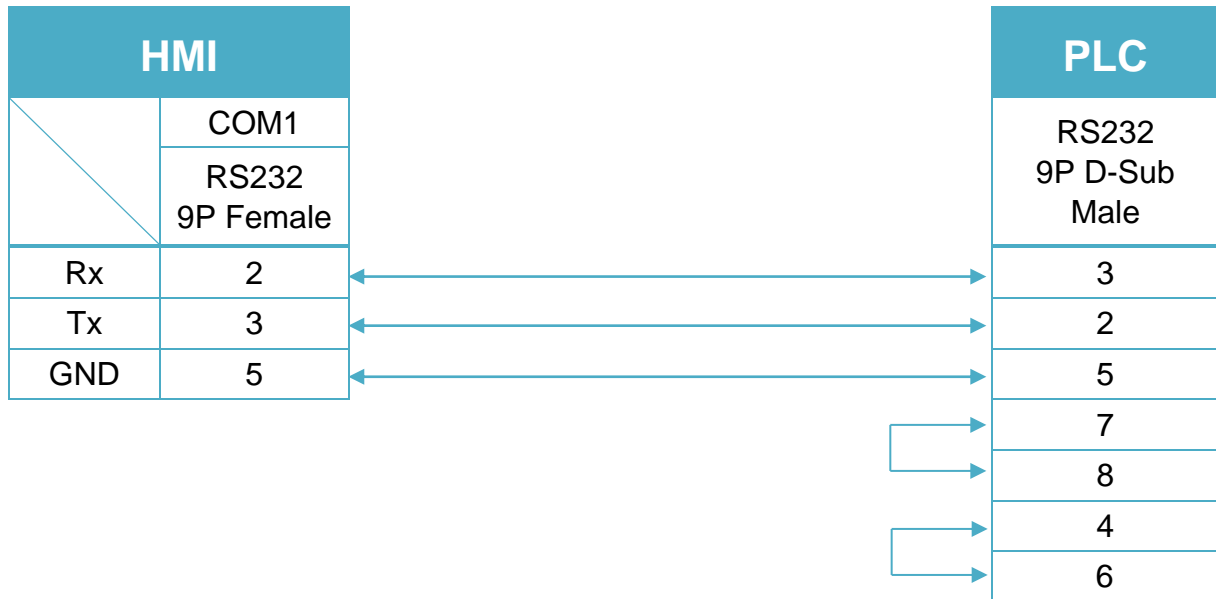 HMI
PLC
COM1
RS232
9P Female
RS232
9P D-Sub
Male
Rx 2 3
Tx 3 2
GND 5 5
7
8
4
6